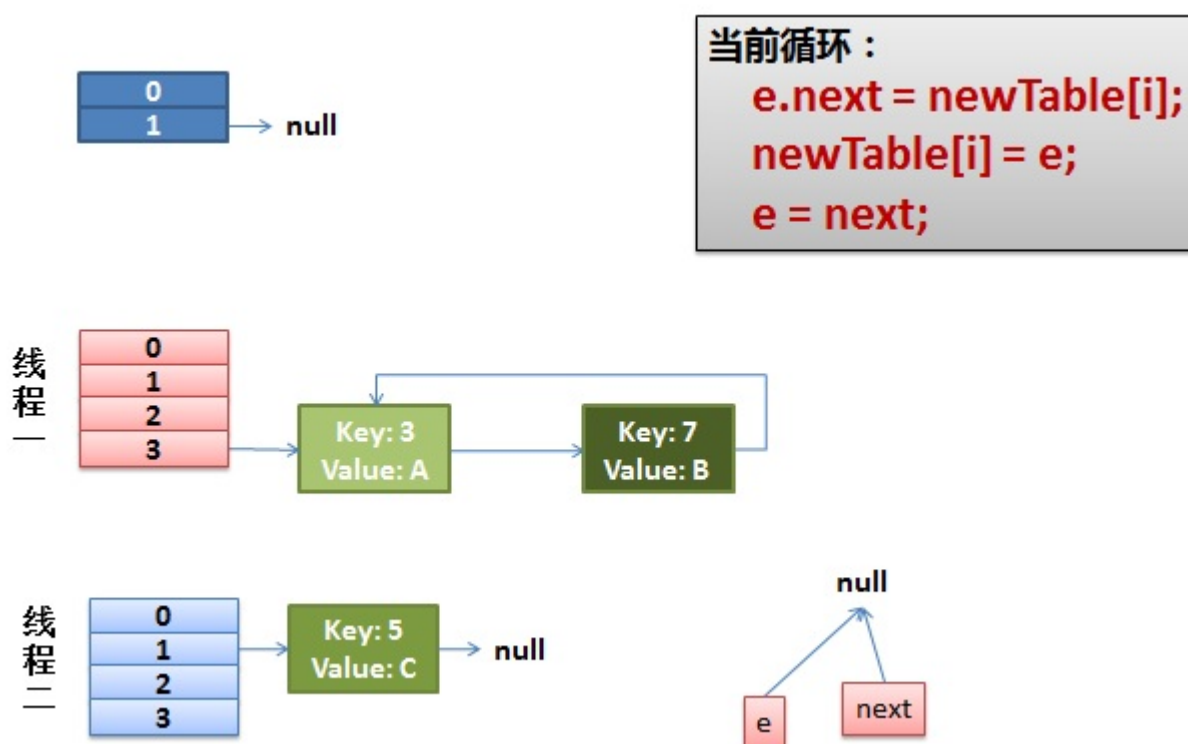 当前循环：
e.next = newTable[i];
newTable[i] = e;
e = next;
0
1
null
线程一
0
1
2
3
Key: 3
Value: A
Key: 7
Value: B
线程二
0
1
2
3
Key: 5
Value: C
null
null
e
next